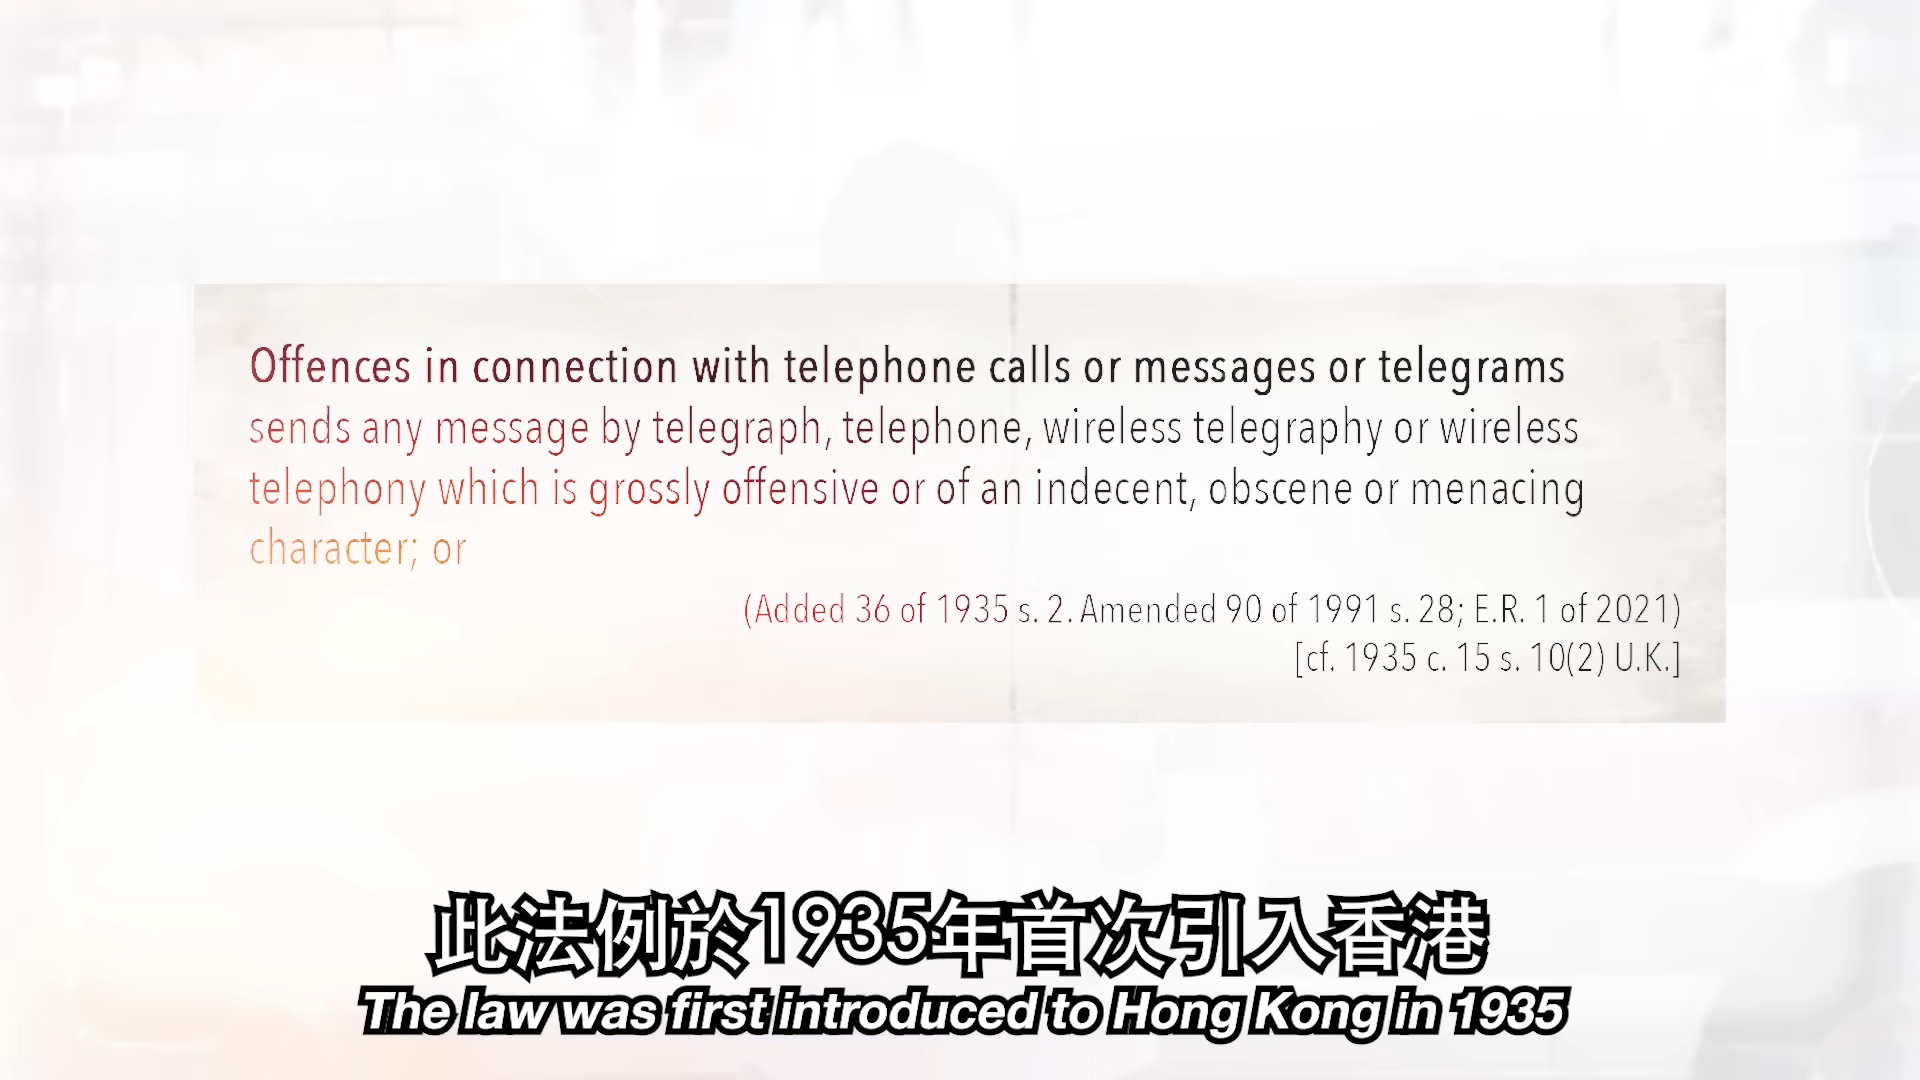 Offences in connection with telephone calls or messages or telegrams
sends any message by telegraph, telephone, wireless telegraphy or wireless
telephony which is grossly offensive or of an indecent, obscene or menacing
character; or
(Added 36 of 1935 s. 2. Amended 90 of 1991 s. 28; E.R. 1 of 2021)
[cf. 1935 c. 15 s. 10(2) U.K.]
此法例於1935年首次引入香港
The law was first introduced to Hong Kong in 1935